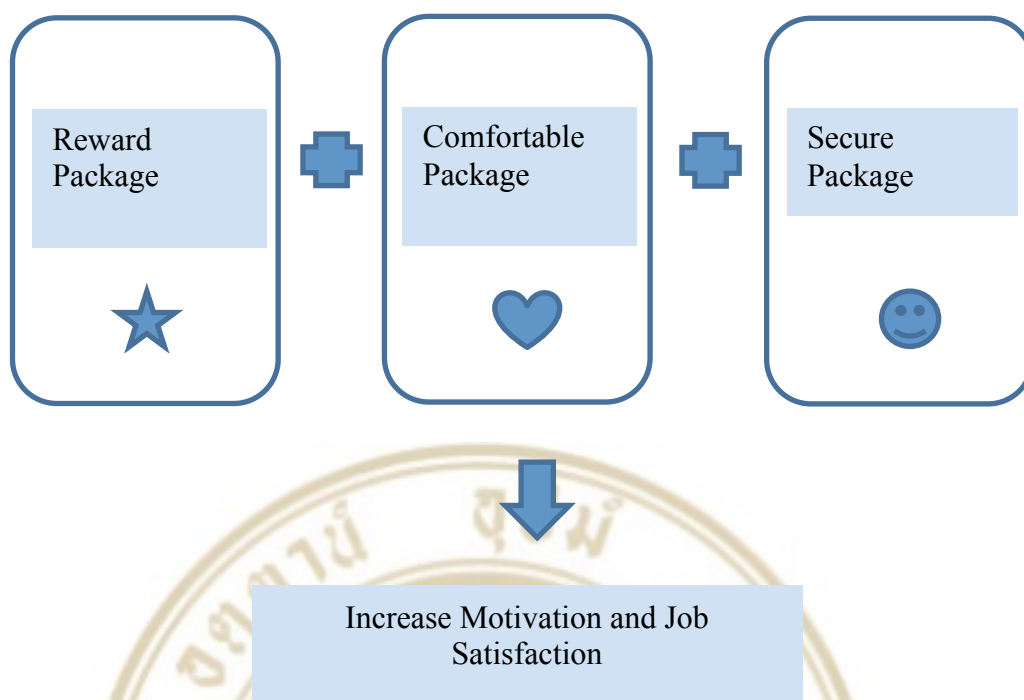 Reward
Package
Comfortable
Package
Secure
Package
Increase Motivation and Job
Satisfaction